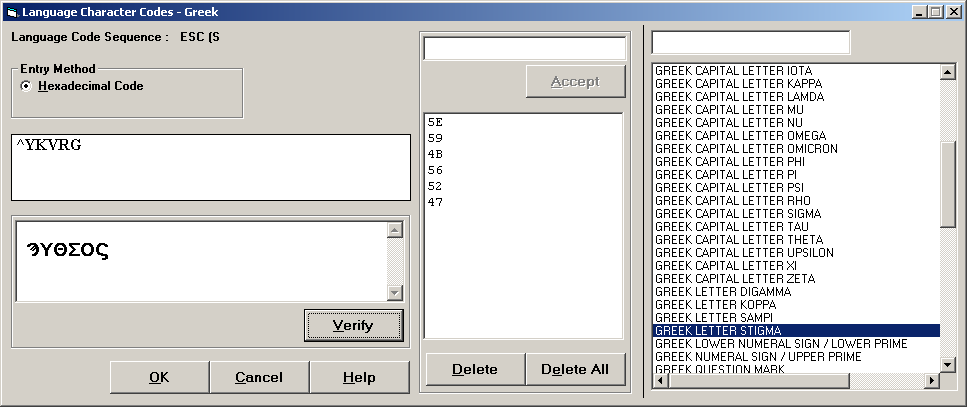 Language Character Codes - Greek
Language Code Sequence : ESC (S
Entry Method
Hexadecimal Code
^YKVRG
ϠΥΘΣΟϚ
Verify
OK
Cancel
Help
Accept
5E
59
4B
56
52
47
Delete
Delete All
GREEK CAPITAL LETTER IOTA
GREEK CAPITAL LETTER KAPPA
GREEK CAPITAL LETTER LAMDA
GREEK CAPITAL LETTER MU
GREEK CAPITAL LETTER NU
GREEK CAPITAL LETTER OMEGA
GREEK CAPITAL LETTER OMICRON
GREEK CAPITAL LETTER PHI
GREEK CAPITAL LETTER PI
GREEK CAPITAL LETTER PSI
GREEK CAPITAL LETTER RHO
GREEK CAPITAL LETTER SIGMA
GREEK CAPITAL LETTER TAU
GREEK CAPITAL LETTER THETA
GREEK CAPITAL LETTER UPSILON
GREEK CAPITAL LETTER XI
GREEK CAPITAL LETTER ZETA
GREEK LETTER DIGAMMA
GREEK LETTER KOPPA
GREEK LETTER SAMPI
GREEK LETTER STIGMA
GREEK LOWER NUMERAL SIGN / LOWER PRIME
GREEK NUMERAL SIGN / UPPER PRIME
GREEK QUESTION MARK